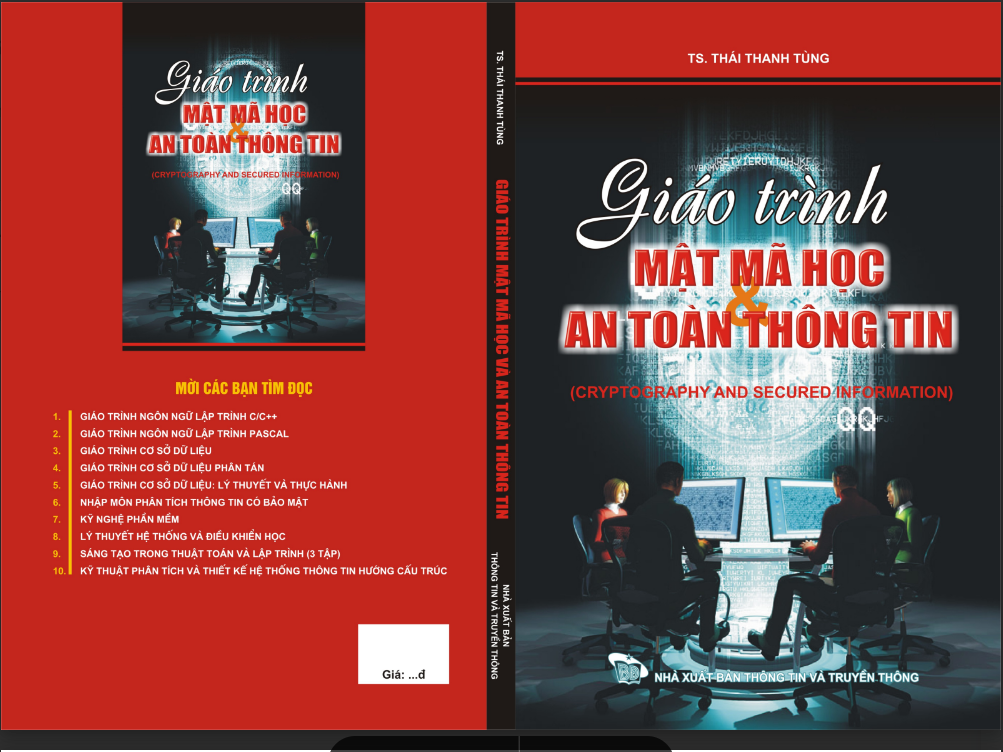 Giáo trình
MẬT MÃ HỌC
&
AN TOÀN THÔNG TIN
(CRYPTOGRAPHY AND SECURED INFORMATION)
QQ
MỜI CÁC BẠN TÌM ĐỌC
1. GIÁO TRÌNH NGÔN NGỮ LẬP TRÌNH C/C++
2. GIÁO TRÌNH NGÔN NGỮ LẬP TRÌNH PASCAL
3. GIÁO TRÌNH CƠ SỞ DỮ LIỆU
4. GIÁO TRÌNH CƠ SỞ DỮ LIỆU PHÂN TÁN
5. GIÁO TRÌNH CƠ SỞ DỮ LIỆU: LÝ THUYẾT VÀ THỰC HÀNH
6. NHẬP MÔN PHÂN TÍCH THÔNG TIN CÓ BẢO MẬT
7. KỸ NGHỆ PHẦN MỀM
8. LÝ THUYẾT HỆ THỐNG VÀ ĐIỀU KHIỂN HỌC
9. SÁNG TẠO TRONG THUẬT TOÁN VÀ LẬP TRÌNH (3 TẬP)
10. KỸ THUẬT PHÂN TÍCH VÀ THIẾT KẾ HỆ THỐNG THÔNG TIN HƯỚNG CẤU TRÚC
Giá: ...đ
TS. THÁI THANH TÙNG
GIÁO TRÌNH MẬT MÃ HỌC VÀ AN TOÀN THÔNG TIN
NHÀ XUẤT BẢN
THÔNG TIN VÀ TRUYỀN THÔNG
TS. THÁI THANH TÙNG
Giáo trình
MẬT MÃ HỌC
&
AN TOÀN THÔNG TIN
(CRYPTOGRAPHY AND SECURED INFORMATION)
QQ
NHÀ XUẤT BẢN THÔNG TIN VÀ TRUYỀN THÔNG